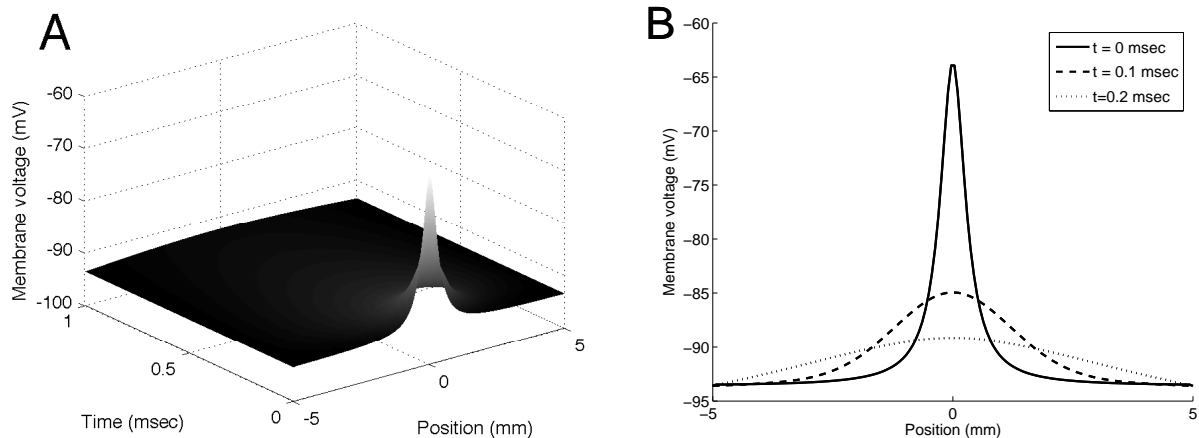 A
Membrane voltage (mV)
-60
-70
-80
-90
-100
1
0.5
0
Time (msec)
-5
0
5
Position (mm)
B
Membrane voltage (mV)
−60
−65
−70
−75
−80
−85
−90
−95
−5
0
5
Position (mm)
t = 0 msec
t = 0.1 msec
t=0.2 msec